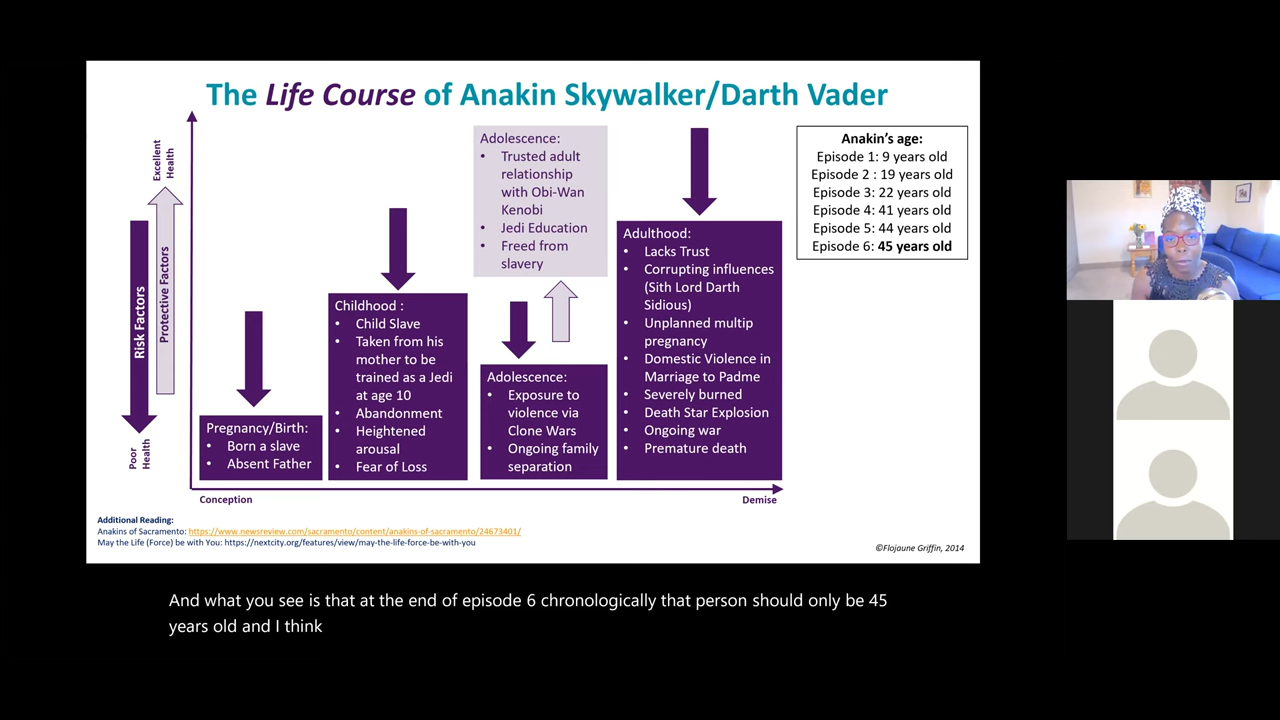 The Life Course of Anakin Skywalker/Darth Vader
Excellent
Health
Protective Factors
Risk Factors
Poor
Health
Pregnancy/Birth:
• Born a slave
• Absent Father
Childhood :
• Child Slave
• Taken from his
mother to be
trained as a Jedi
at age 10
• Abandonment
• Heightened
arousal
• Fear of Loss
Adolescence:
• Trusted adult
relationship
with Obi-Wan
Kenobi
• Jedi Education
• Freed from
slavery
Adolescence:
• Exposure to
violence via
Clone Wars
• Ongoing family
separation
Adulthood:
• Lacks Trust
• Corrupting influences
(Sith Lord Darth
Sidious)
• Unplanned multip
pregnancy
• Domestic Violence in
Marriage to Padme
• Severely burned
• Death Star Explosion
• Ongoing war
• Premature death
Anakin's age:
Episode 1: 9 years old
Episode 2 : 19 years old
Episode 3: 22 years old
Episode 4: 41 years old
Episode 5: 44 years old
Episode 6: 45 years old
Conception
Demise
Additional Reading:
Anakins of Sacramento: https://www.newsreview.com/sacramento/content/anakins-of-sacramento/24673401/
May the Life (Force) be with You: https://nextcity.org/features/view/may-the-life-force-be-with-you
©Flojaune Griffin, 2014
And what you see is that at the end of episode 6 chronologically that person should only be 45
years old and I think